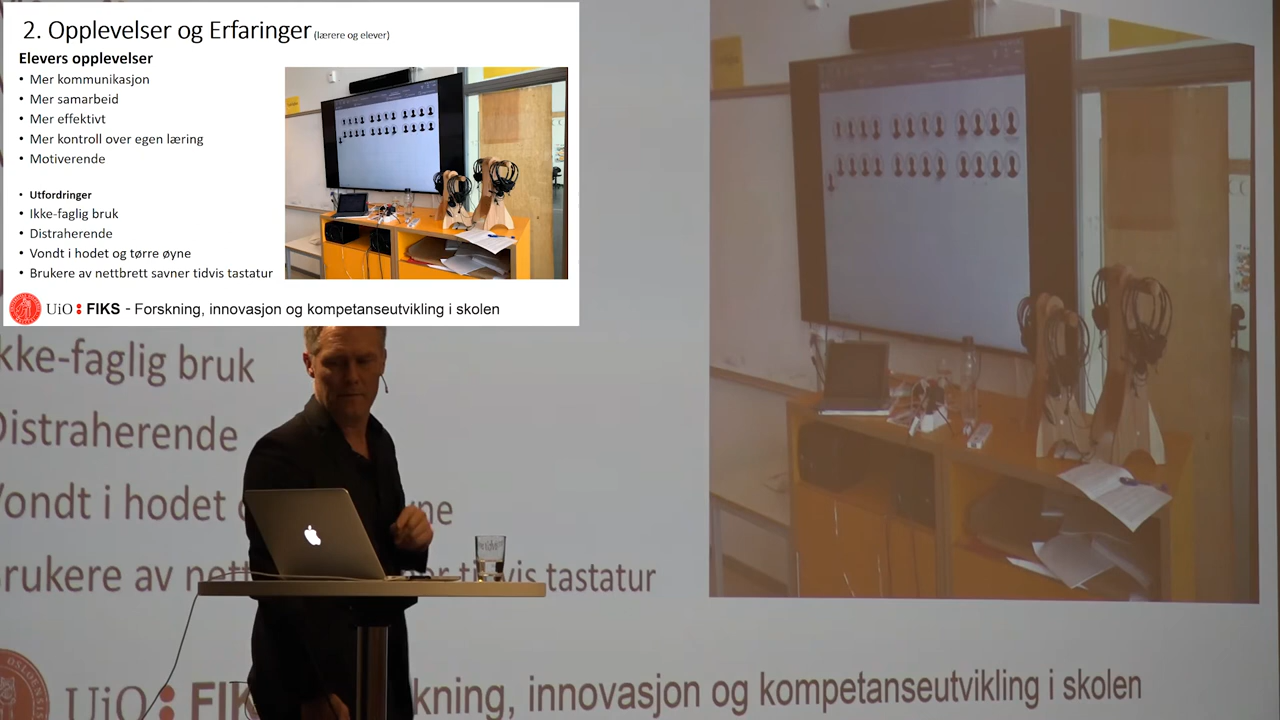 2. Opplevelser og Erfaringer (lærere og elever)
Elevers opplevelser
• Mer kommunikasjon
• Mer samarbeid
• Mer effektivt
• Mer kontroll over egen læring
• Motiverende
• Utfordringer
• Ikke-faglig bruk
• Distraherende
• Vondt i hodet og tørre øyne
• Brukere av nettbrett savner tidvis tastatur
UiO: FIKS - Forskning, innovasjon og kompetanseutvikling i skolen
kke-faglig bruk
Distraherende
Vondt i hodet ne
rukere av nett r tidvis tastatur
UiO: FIK kning, innovasjon og kompetanseutvikling i skolen